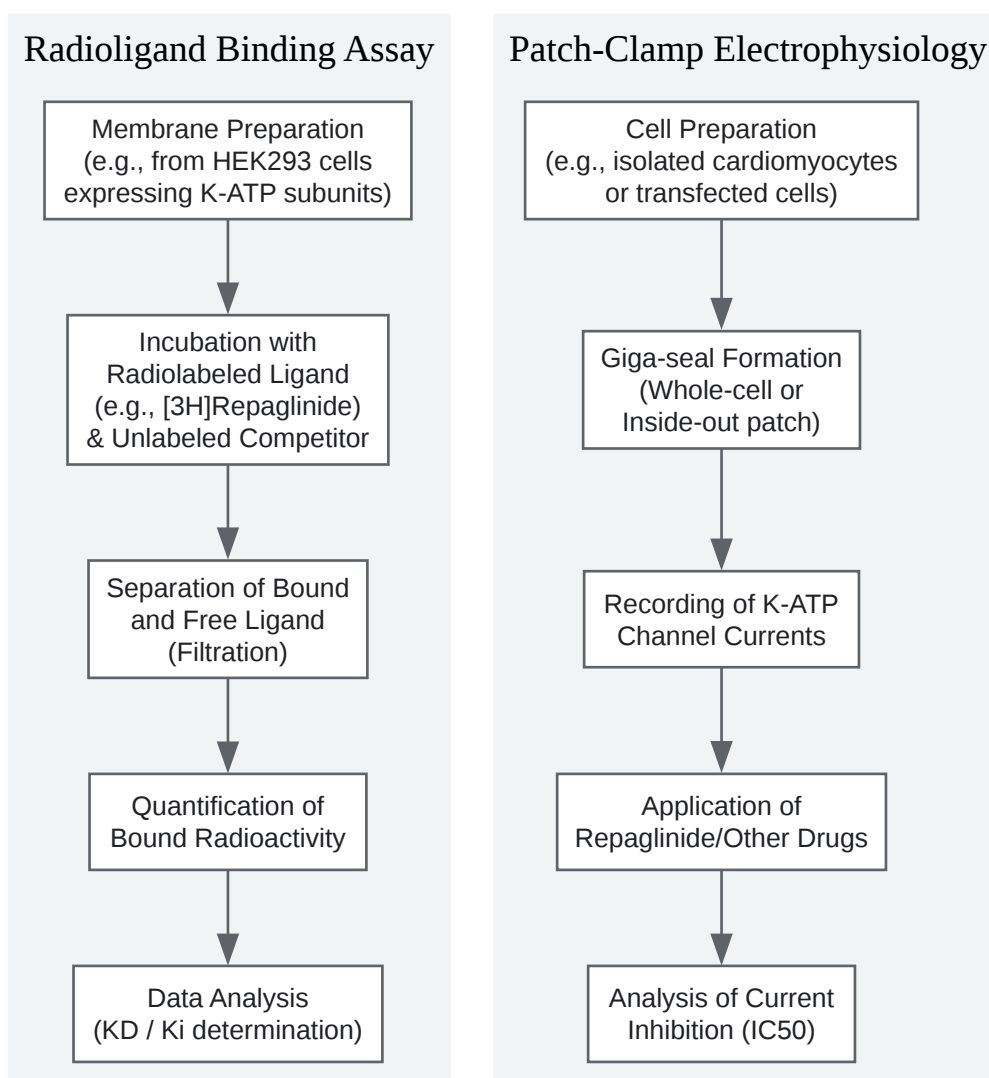 Radioligand Binding Assay
Membrane Preparation
(e.g., from HEK293 cells
expressing K-ATP subunits)
Incubation with
Radiolabeled Ligand
(e.g., [3H]Repaglinide)
& Unlabeled Competitor
Separation of Bound
and Free Ligand
(Filtration)
Quantification of
Bound Radioactivity
Data Analysis
(KD / Ki determination)
Patch-Clamp Electrophysiology
Cell Preparation
(e.g., isolated cardiomyocytes
or transfected cells)
Giga-seal Formation
(Whole-cell or
Inside-out patch)
Recording of K-ATP
Channel Currents
Application of
Repaglinide/Other Drugs
Analysis of Current
Inhibition (IC50)